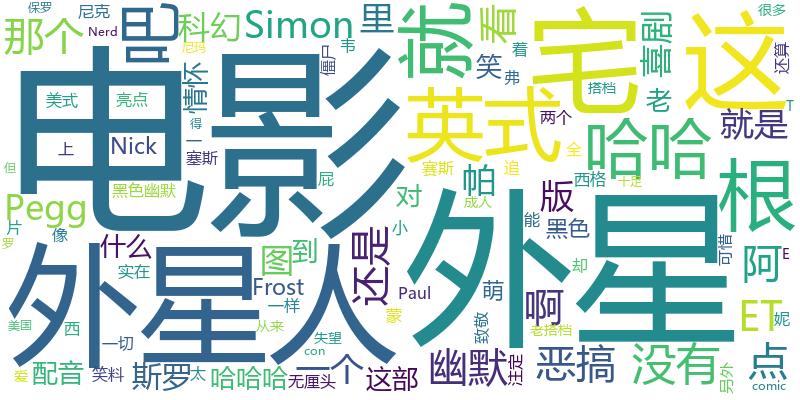 保罗 尼克 那个 Nerd 尼玛 吧 科幻 Simon 里 就 看 宅 这 很多
韦 着 喜剧 还算
僵尸 笑 弗 老 搭档 T
电影 情怀 美式 亮点 得 英式 哈哈 就是
上 Nick 一 塞斯 两个
黑色幽默 屁 塞斯 追 全 但
Pegg 对 帕 成人 西格 十足 根
片 像 什么 小 版 黑色 能 可惜 罗
外星人 图 到 还是 外星 阿 E
实在 Frost 一样 Paul 萌 啊 却 ET
美国 西 一切 从来 失望 蒙 致敬 老搭档 妮
爱 配音 笑料 斯罗 太 哈哈哈 con 无厘头 一个 这部 幽默 注定 恶搞 没有 另外 点 comic